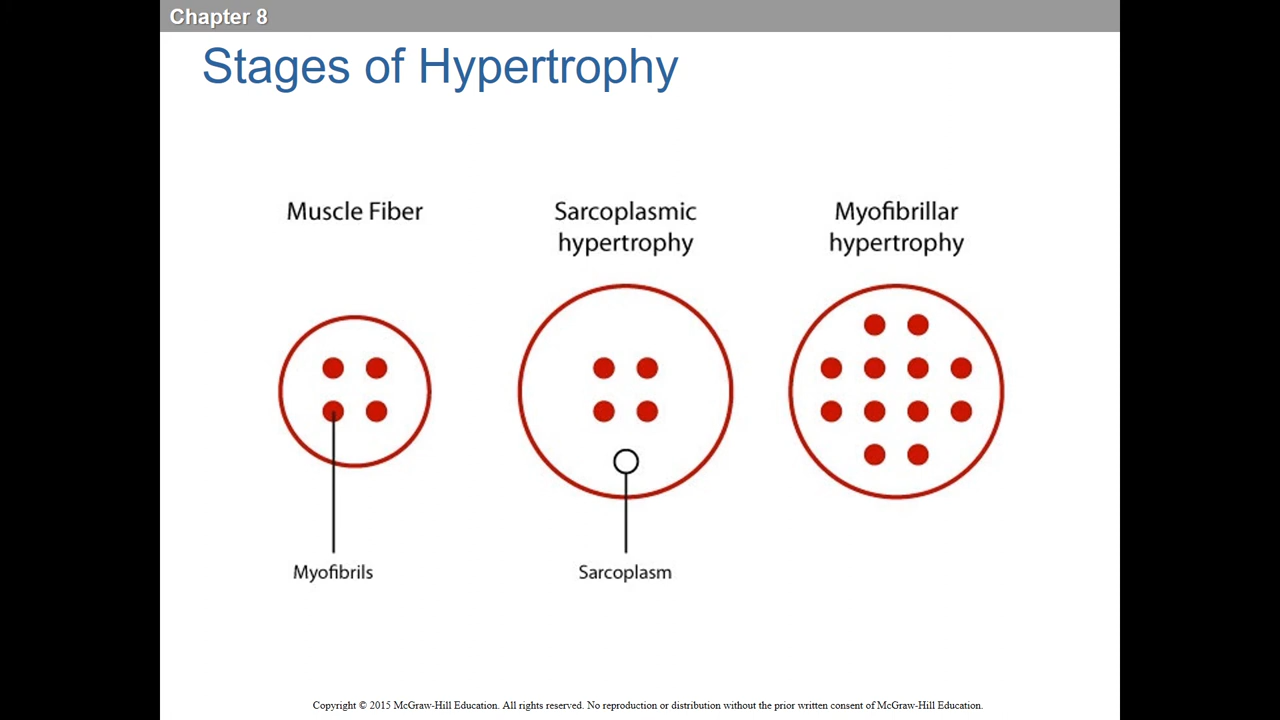 Chapter 8
Stages of Hypertrophy
Muscle Fiber
Sarcoplasmic
hypertrophy
Myofibrillar
hypertrophy
Myofibrils
Sarcoplasm
Copyright © 2015 McGraw-Hill Education. All rights reserved. No reproduction or distribution without the prior written consent of McGraw-Hill Education.